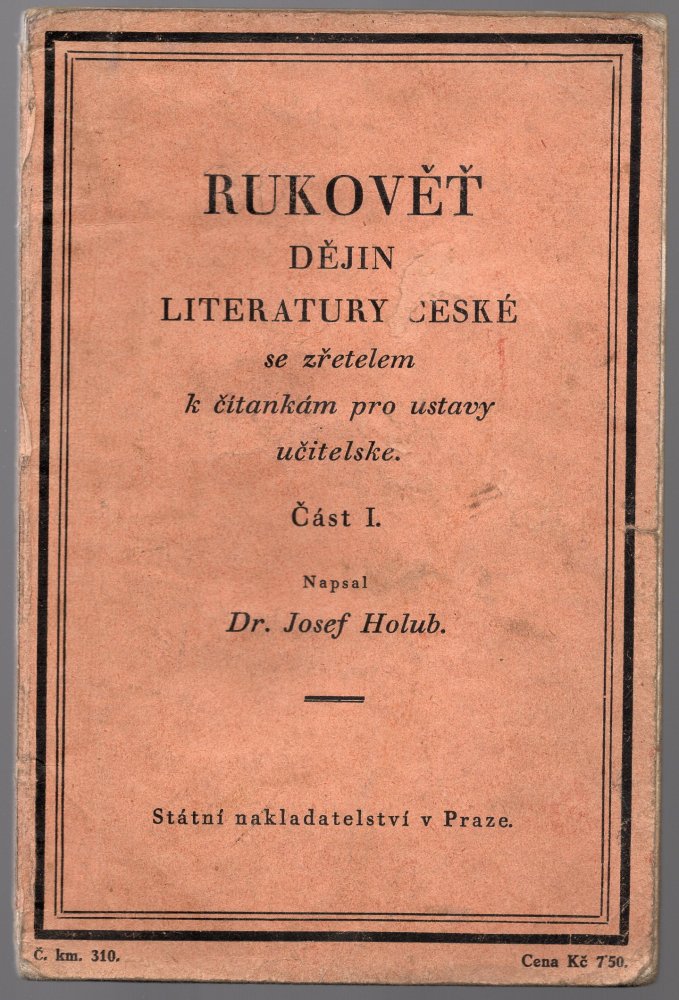 RUKOVĚŤ
DĚJIN
LITERATURY ČESKÉ
se zřetelem
k čítankám pro ustavy
učitelske.
Část I.
Napsal
Dr. Josef Holub.
Státní nakladatelství v Praze.
Č. km. 310.
Cena Kč 7·50.